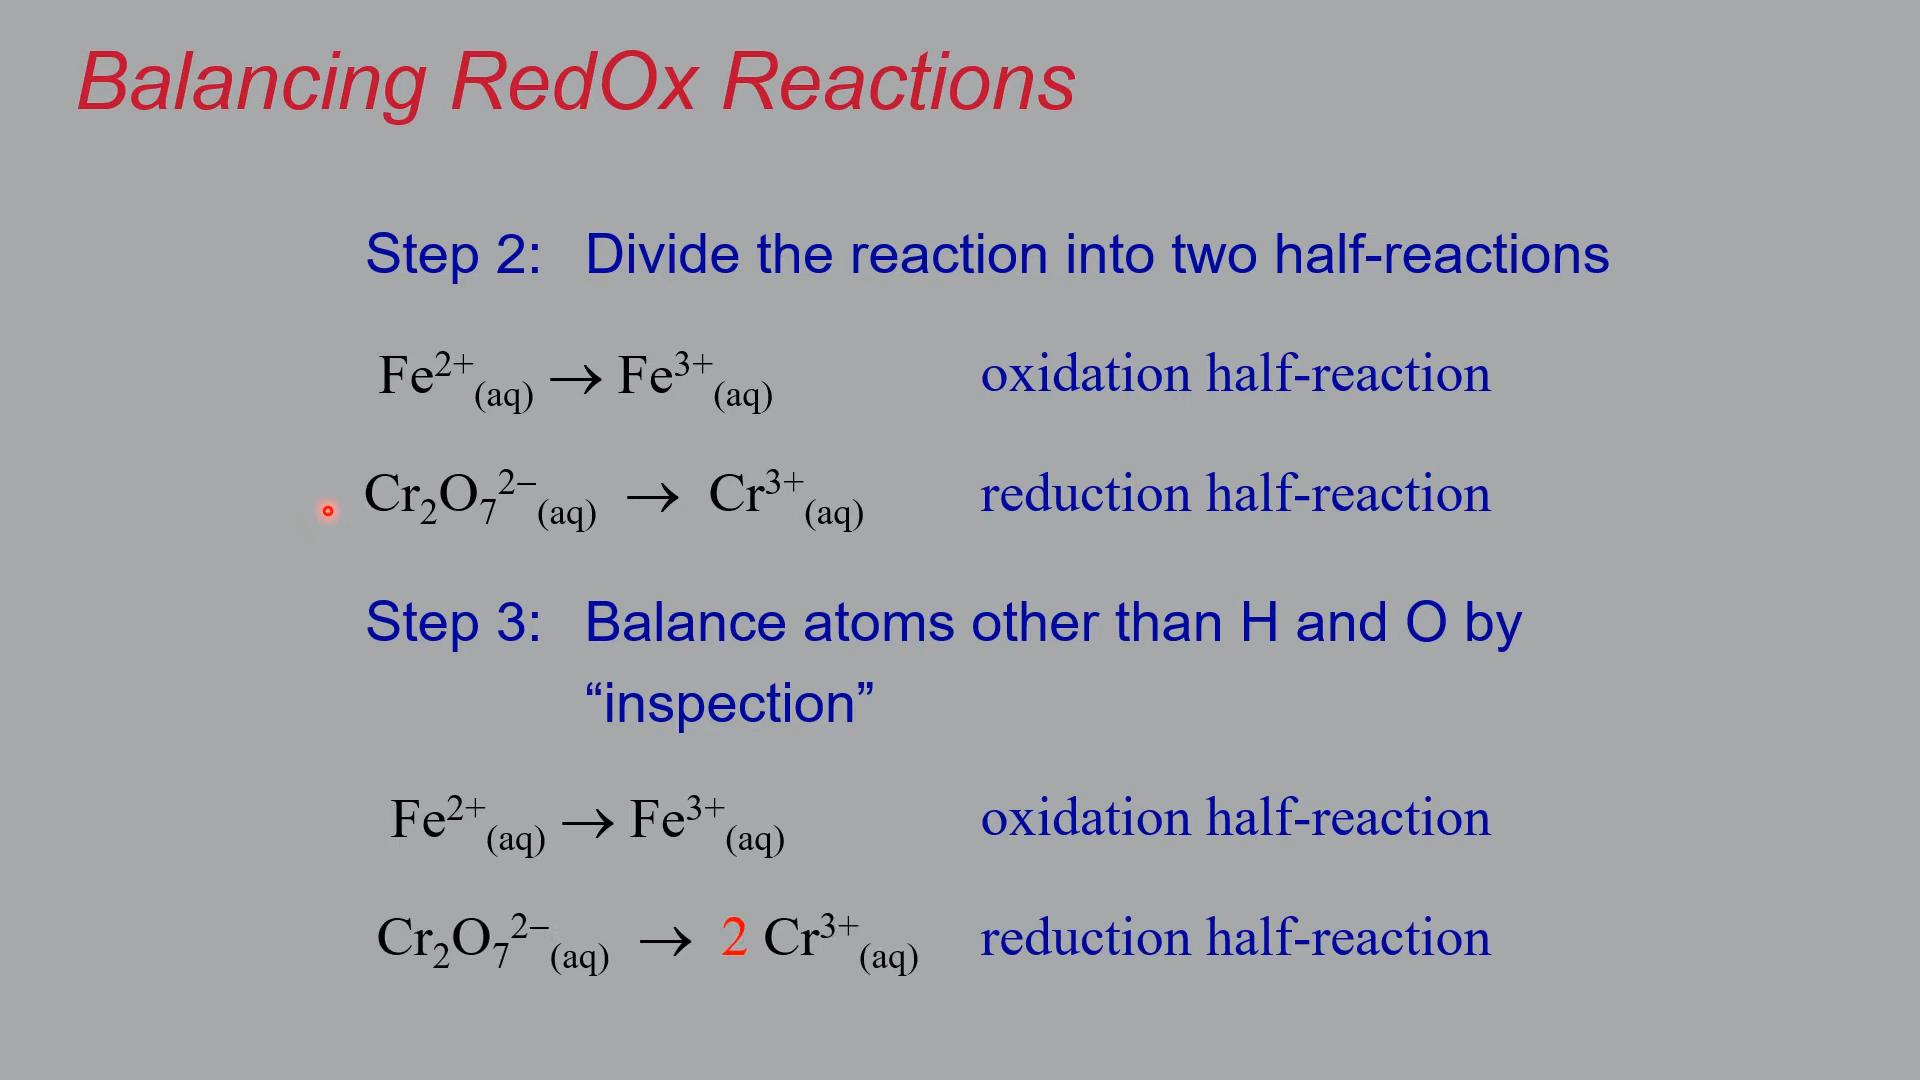 Balancing RedOx Reactions
Step 2: Divide the reaction into two half-reactions
Fe²⁺(aq) → Fe³⁺(aq) oxidation half-reaction
Cr₂O₇²⁻(aq) → Cr³⁺(aq) reduction half-reaction
Step 3: Balance atoms other than H and O by
“inspection”
Fe²⁺(aq) → Fe³⁺(aq) oxidation half-reaction
Cr₂O₇²⁻(aq) → 2 Cr³⁺(aq) reduction half-reaction